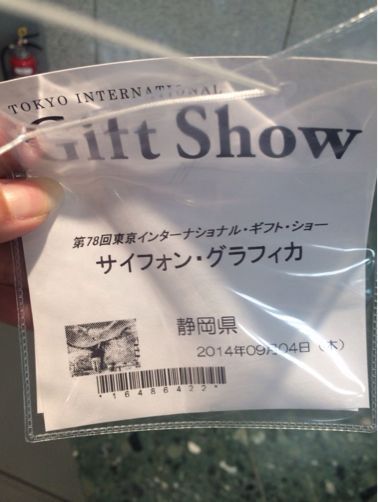 TOKYO INTERNATIONAL
Gift Show
第78回東京インターナショナル・ギフト・ショー
サイフォン・グラフィカ
静岡県
2014年09月04日（木）
*116486422*